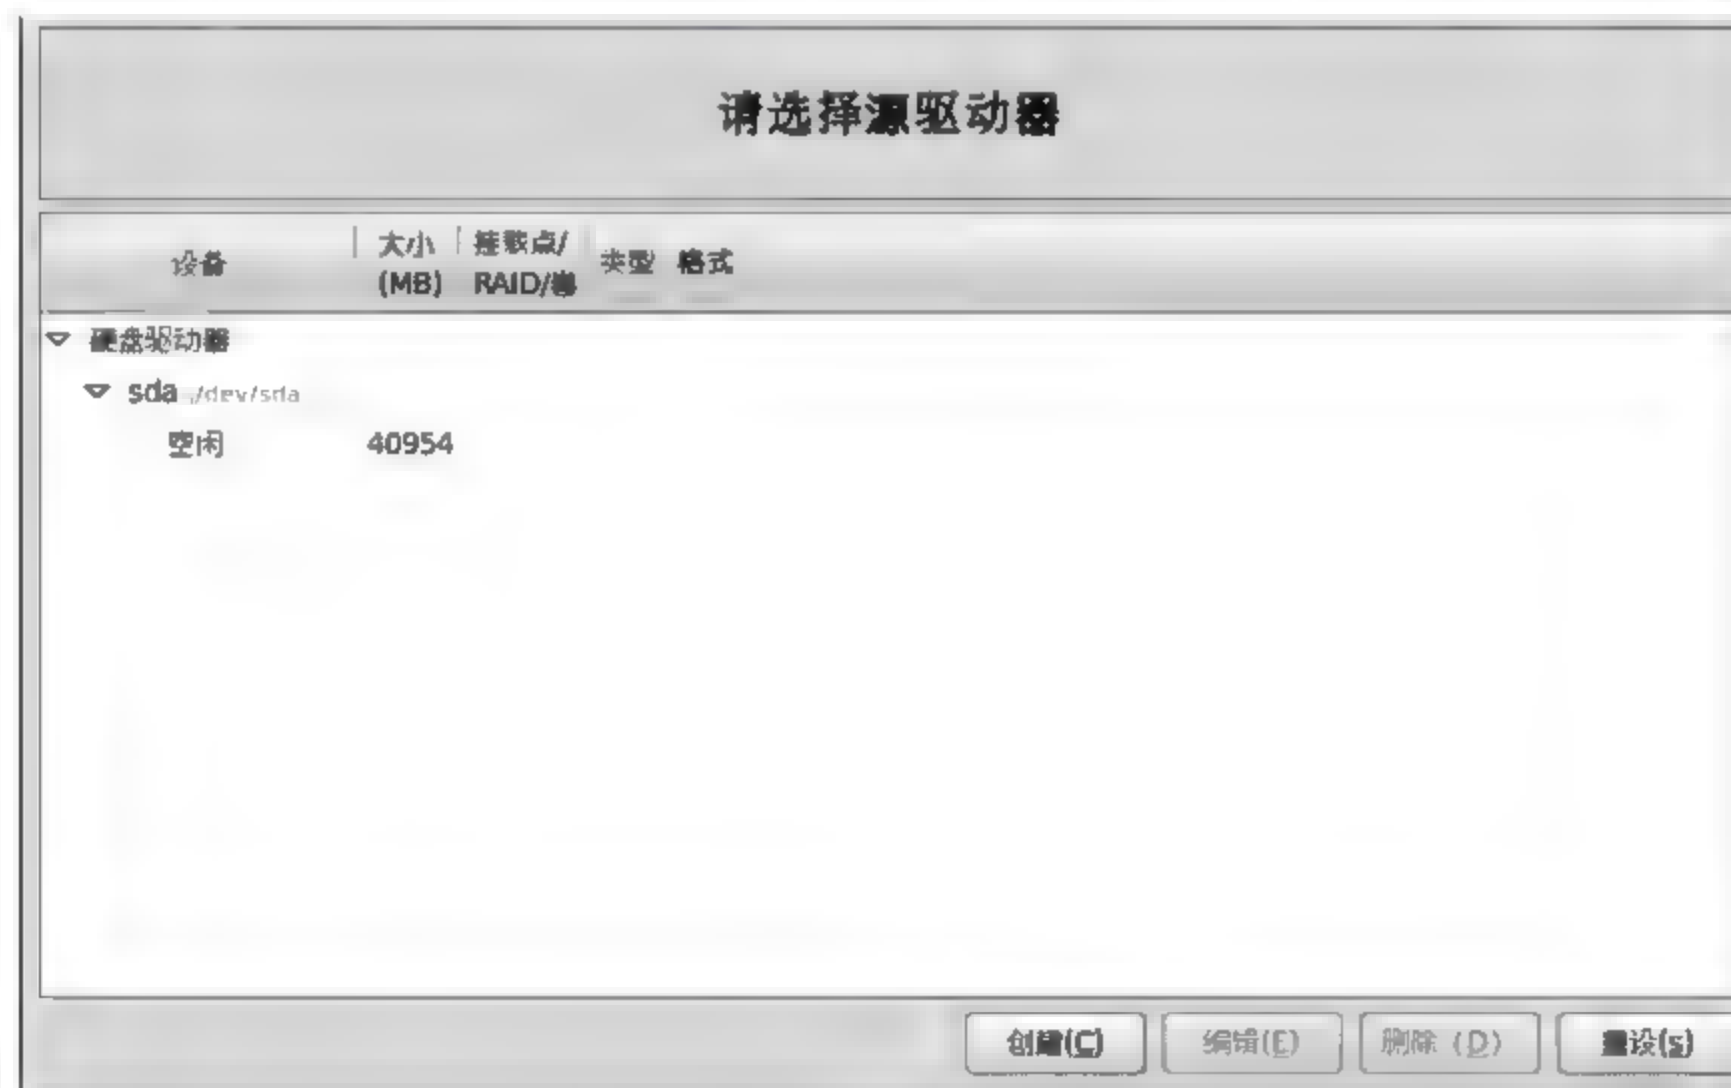 请选择源驱动器
设备 大小 (MB) 挂载点/ RAID/卷 类型 格式
硬盘驱动器
sda /dev/sda
空闲 40954
创建(C) 编辑(E) 删除 (D) 重设(s)